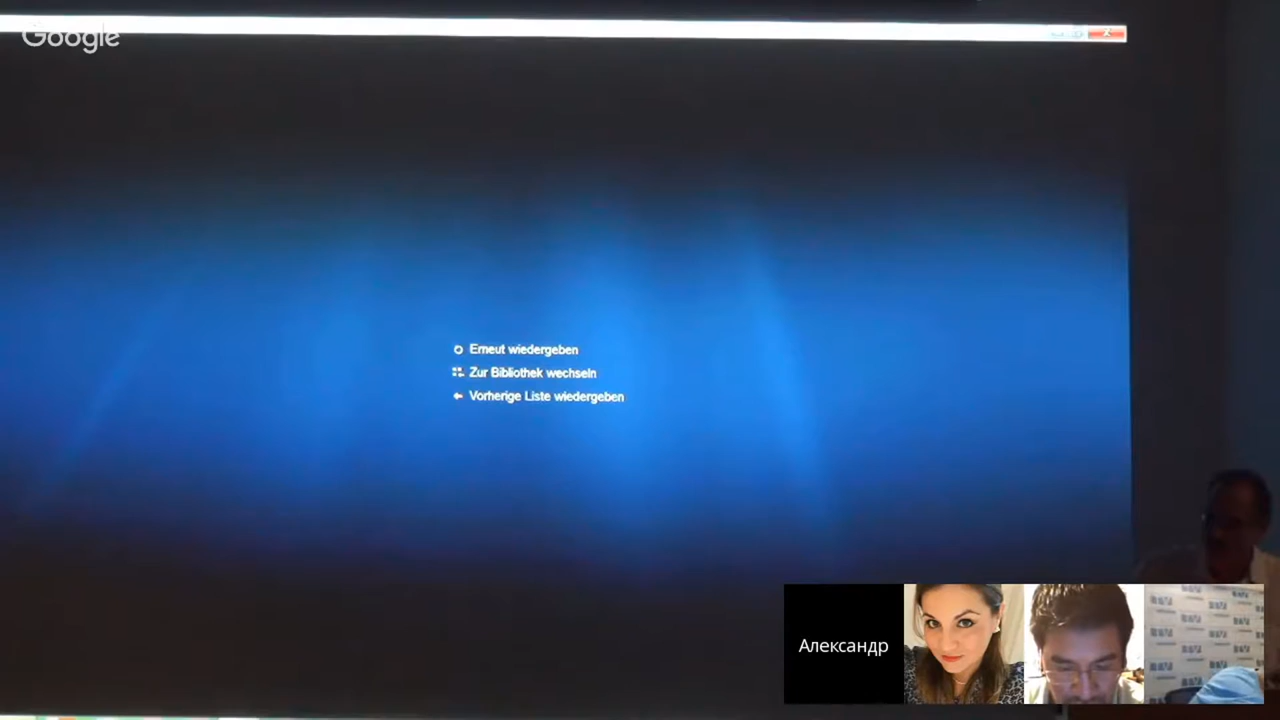 Google
Erneut wiedergeben
Zur Bibliothek wechseln
Vorherige Liste wiedergeben
Александр